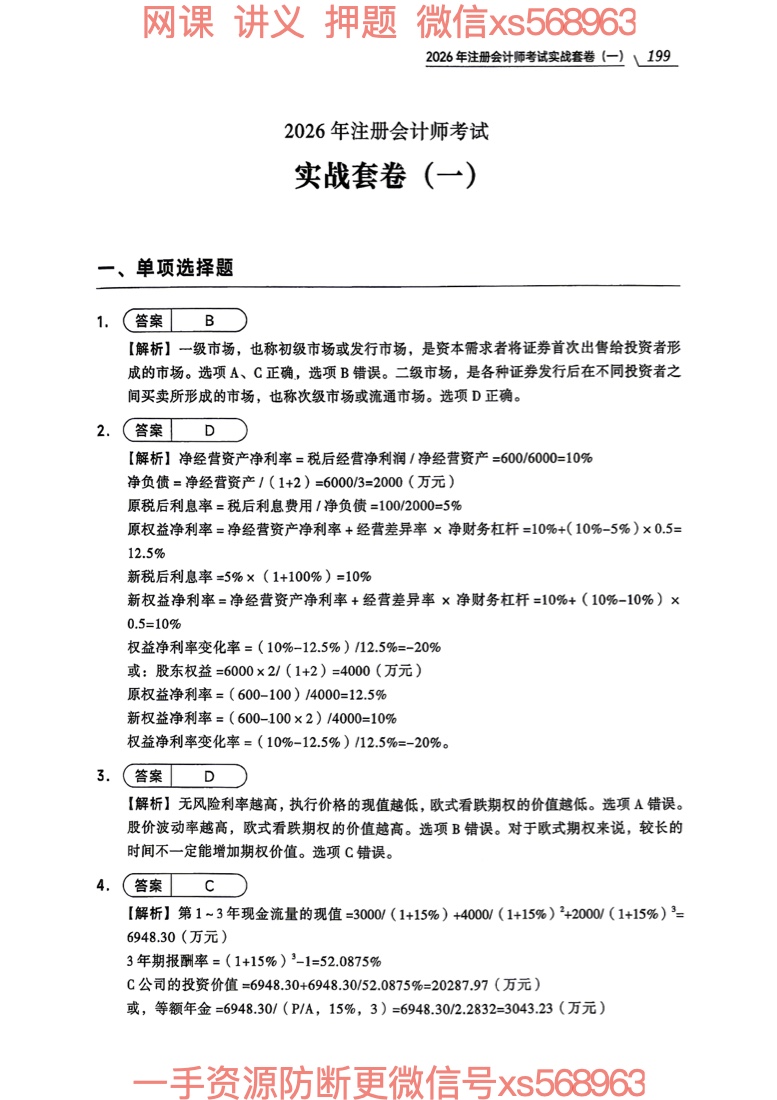 网课 讲义 押题 微信xs568963
2026 年注册会计师考试实战套卷（一） 199
2026 年注册会计师考试
实战套卷（一）
一、单项选择题
1. 答案 B
【解析】一级市场，也称初级市场或发行市场，是资本需求者将证券首次出售给投资者形
成的市场。选项 A、C 正确，选项 B 错误。二级市场，是各种证券发行后在不同投资者之
间买卖所形成的市场，也称次级市场或流通市场。选项 D 正确。
2. 答案 D
【解析】净经营资产净利率 = 税后经营净利润 / 净经营资产 =600/6000=10%
净负债 = 净经营资产 /（1+2）=6000/3=2000（万元）
原税后利息率 = 税后利息费用 / 净负债 =100/2000=5%
原权益净利率 = 净经营资产净利率 + 经营差异率 × 净财务杠杆 =10%+（10%-5%）× 0.5=
12.5%
新税后利息率 =5% ×（1+100%）=10%
新权益净利率 = 净经营资产净利率 + 经营差异率 × 净财务杠杆 =10%+（10%-10%）×
0.5=10%
权益净利率变化率 =（10%-12.5%）/12.5%=-20%
或：股东权益 =6000 × 2/（1+2）=4000（万元）
原权益净利率 =（600-100）/4000=12.5%
新权益净利率 =（600-100 × 2）/4000=10%
权益净利率变化率 =（10%-12.5%）/12.5%=-20%。
3. 答案 D
【解析】无风险利率越高，执行价格的现值越低，欧式看跌期权的价值越低。选项 A 错误。
股价波动率越高，欧式看跌期权的价值越高。选项 B 错误。对于欧式期权来说，较长的
时间不一定能增加期权价值。选项 C 错误。
4. 答案 C
【解析】第 1~3 年现金流量的现值 =3000/（1+15%）+4000/（1+15%）²+2000/（1+15%）³=
6948.30（万元）
3 年期报酬率 =（1+15%）³-1=52.0875%
C 公司的投资价值 =6948.30+6948.30/52.0875%=20287.97（万元）
或，等额年金 =6948.30/（P/A，15%，3）=6948.30/2.2832=3043.23（万元）
一手资源防断更微信号xs568963